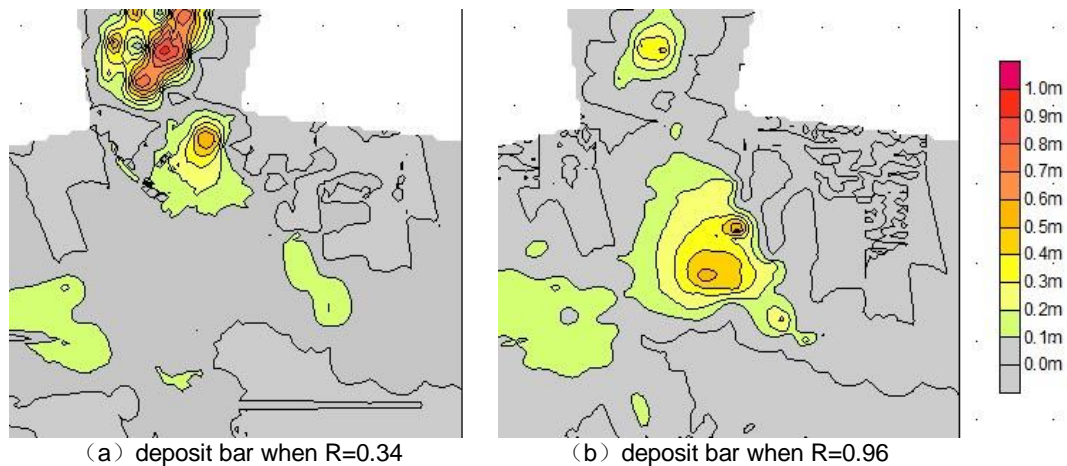 1.0m
0.9m
0.8m
0.7m
0.6m
0.5m
0.4m
0.3m
0.2m
0.1m
0.0m
（a）deposit bar when R=0.34
（b）deposit bar when R=0.96